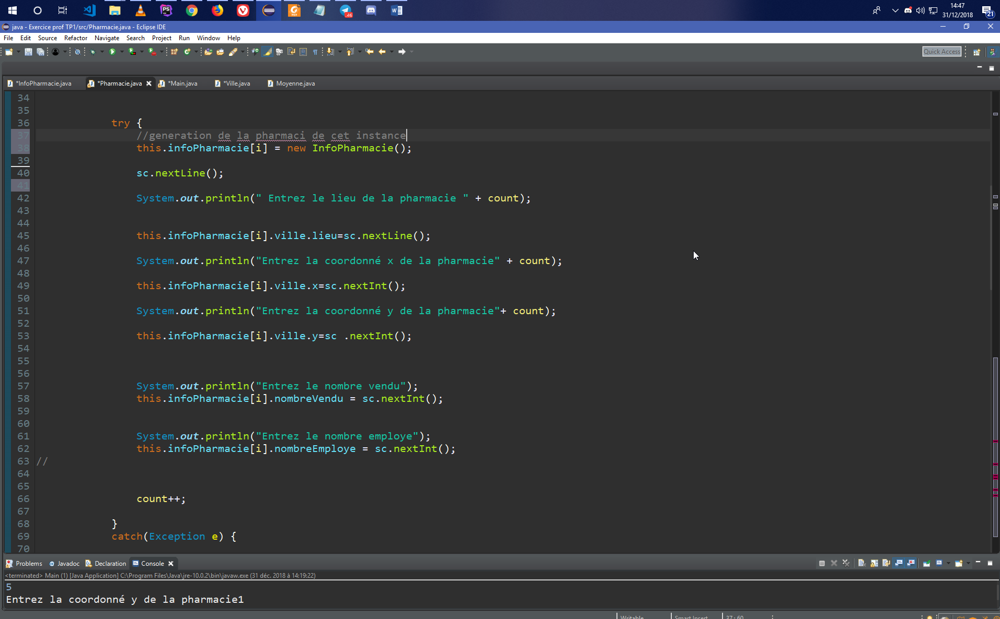 14:47
31/12/2018
21
46
java - Exercice prof TP1/src/Pharmacie.java - Eclipse IDE
File Edit Source Refactor Navigate Search Project Run Window Help
Quick Access
*InfoPharmacie.java *Pharmacie.java *Main.java *Ville.java Moyenne.java
34
35
36 try {
37 //generation de la pharmaci de cet instance
38 this.infoPharmacie[i] = new InfoPharmacie();
39
40 sc.nextLine();
41
42 System.out.println(" Entrez le lieu de la pharmacie " + count);
43
44
45 this.infoPharmacie[i].ville.lieu=sc.nextLine();
46
47 System.out.println("Entrez la coordonné x de la pharmacie" + count);
48
49 this.infoPharmacie[i].ville.x=sc.nextInt();
50
51 System.out.println("Entrez la coordonné y de la pharmacie"+ count);
52
53 this.infoPharmacie[i].ville.y=sc .nextInt();
54
55
56
57 System.out.println("Entrez le nombre vendu");
58 this.infoPharmacie[i].nombreVendu = sc.nextInt();
59
60
61 System.out.println("Entrez le nombre employe");
62 this.infoPharmacie[i].nombreEmploye = sc.nextInt();
63 //
64
65
66 count++;
67
68 }
69 catch(Exception e) {
70
Problems Javadoc Declaration Console
<terminated> Main (1) [Java Application] C:\Program Files\Java\jre-10.0.2\bin\javaw.exe (31 déc. 2018 à 14:19:22)
5
Entrez la coordonné y de la pharmacie1
Writable Smart Insert 37 : 60